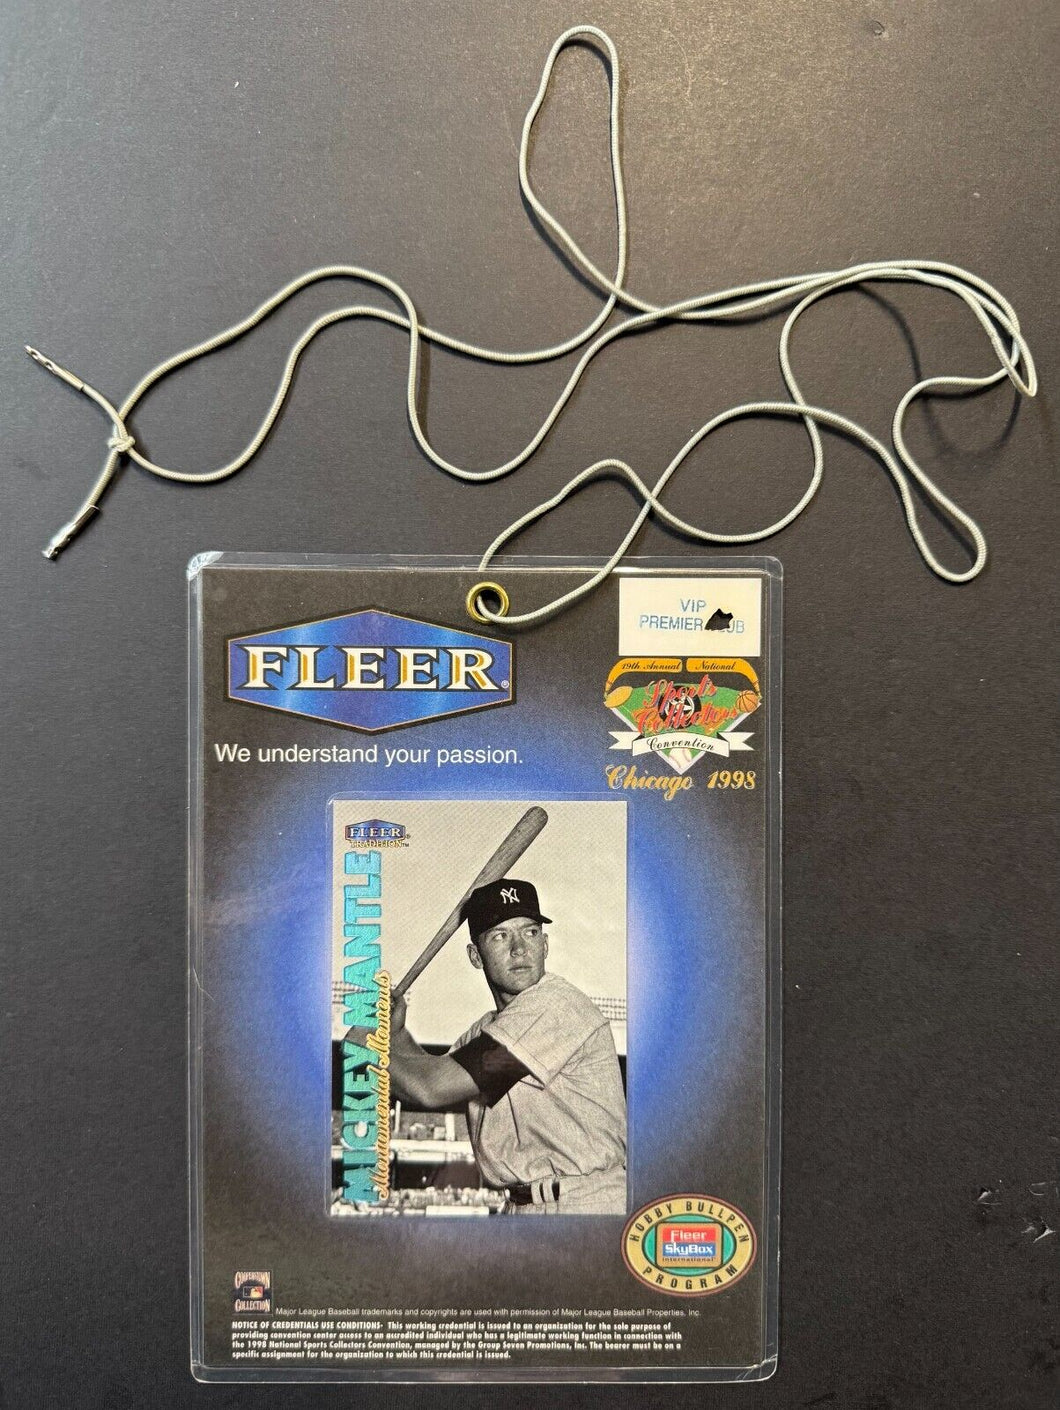 VIP
PREMIER
FLEER®
We understand your passion.
19th Annual National
Sports
Collectors
Convention
Chicago 1998
FLEER®
TRADITION™
MICKEY MANTLE
Monumental Moments
NY
HOBBY BULLPEN
Fleer
SkyBox
international
PROGRAM
COOPERSTOWN
COLLECTION
Major League Baseball trademarks and copyrights are used with permission of Major League Baseball Properties, Inc
NOTICE OF CREDENTIALS USE CONDITIONS- This working credential is issued to an organization for the sole purpose of
providing convention center access to an accredited individual who has a legitimate working function in connection with
the 1998 National Sports Collectors Convention, managed by the Group Seven Promotions, Inc. The bearer must be on a
specific assignment for the organization to which this credential is issued.